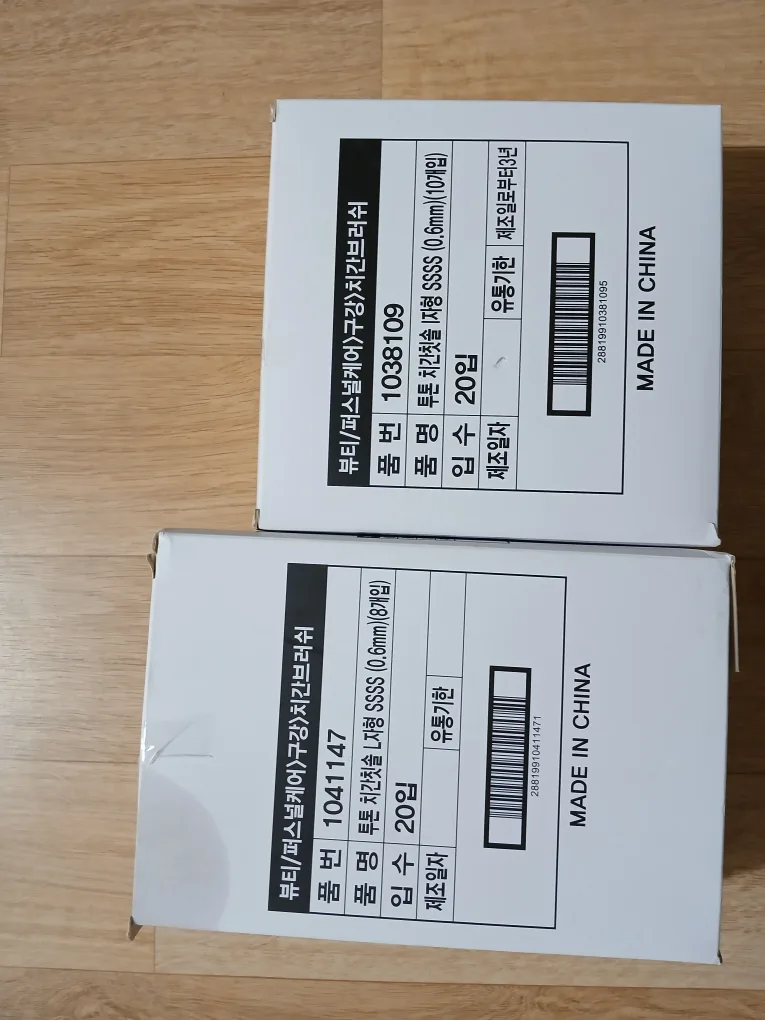 뷰티/퍼스널케어>구강>치간브러쉬
품 번 1038109
품 명 투톤 치간칫솔 I자형 SSSS (0.6mm)(10개입)
입 수 20입
제조일자 유통기한 제조일로부터3년
28819910381095
MADE IN CHINA
뷰티/퍼스널케어>구강>치간브러쉬
품 번 1041147
품 명 투톤 치간칫솔 L자형 SSSS (0.6mm)(8개입)
입 수 20입
제조일자 유통기한
28819910411471
MADE IN CHINA